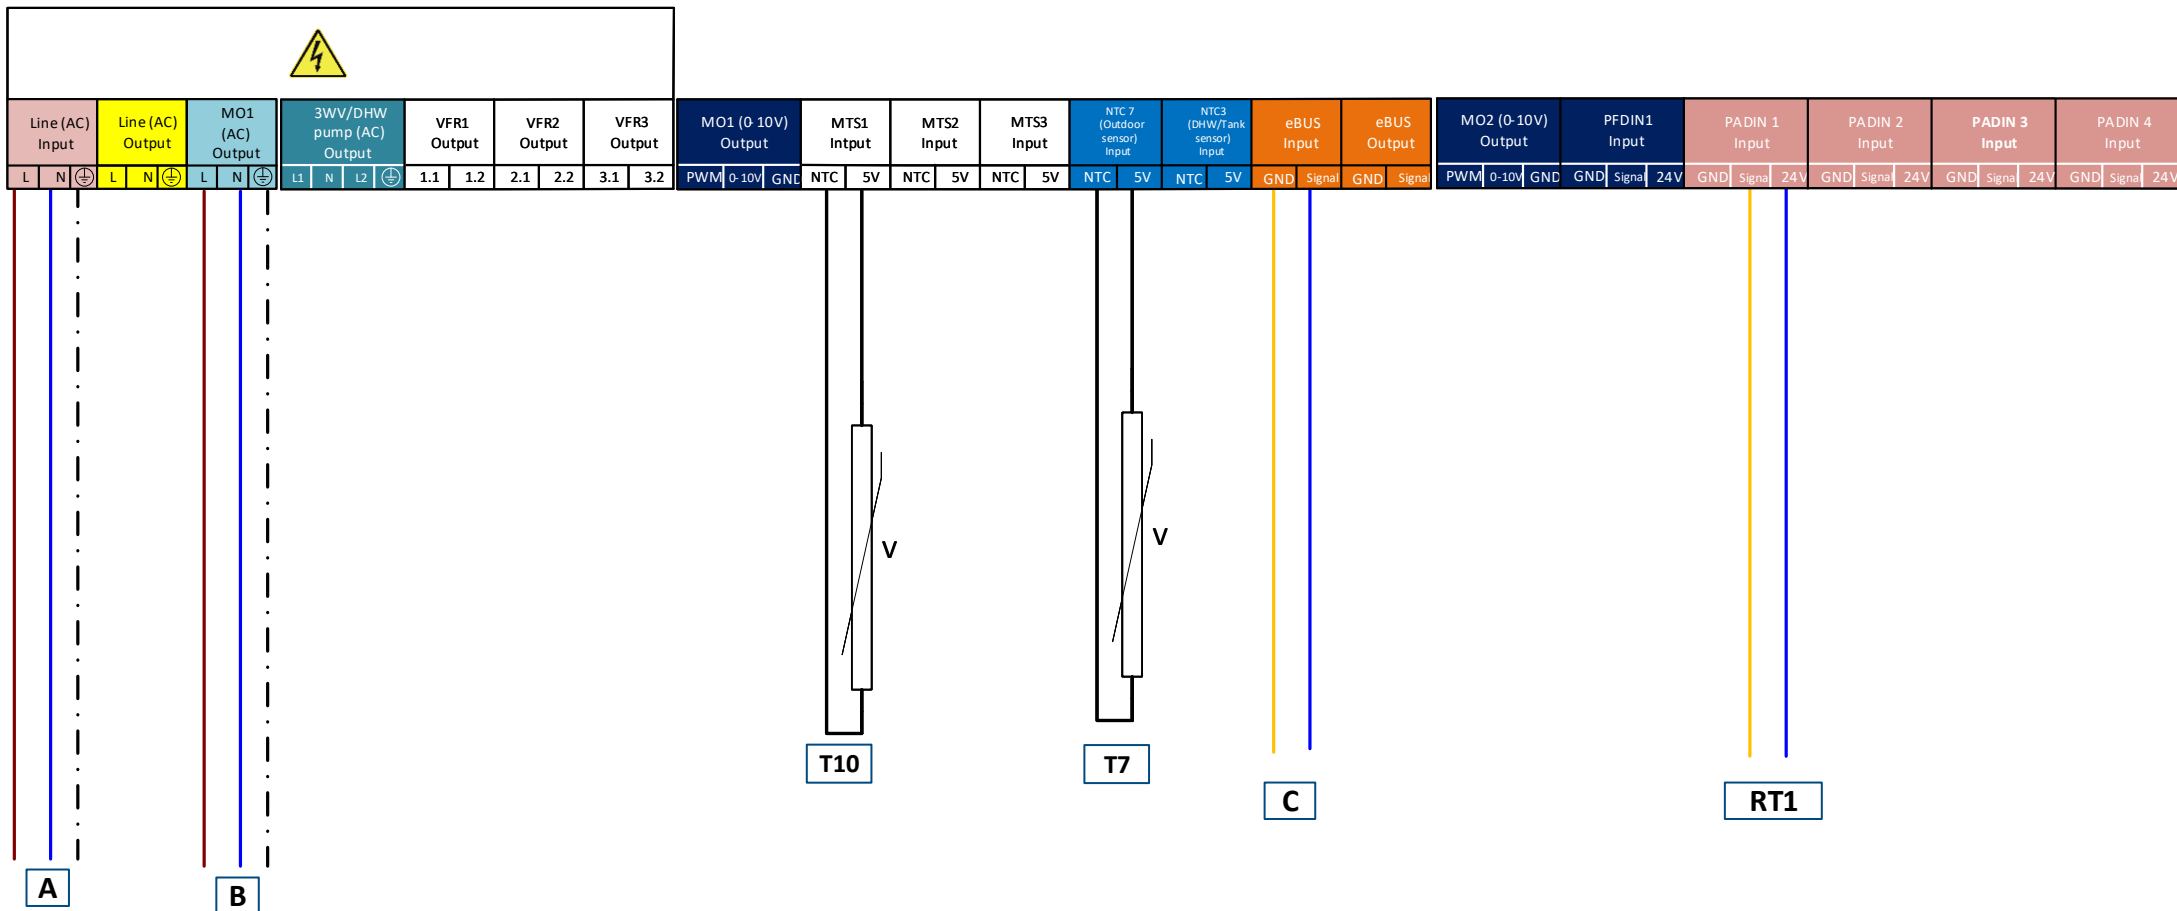 Line (AC)
Input
Line (AC)
Output
MO1
(AC)
Output
3WV/DHW
pump (AC)
Output
VFR1
Output
VFR2
Output
VFR3
Output
MO1 (0-10V)
Output
MTS1
Intput
MTS2
Input
MTS3
Input
NTC 7
(Outdoor
sensor)
Input
NTC3
(DHW/Tank
sensor)
Input
eBUS
Input
eBUS
Output
MO2 (0-10V)
Output
PFDIN1
Input
PADIN 1
Input
PADIN 2
Input
PADIN 3
Input
PADIN 4
Input
L N L N L N L1 N L2 1.1 1.2 2.1 2.2 3.1 3.2 PWM 0-10V GND NTC 5V NTC 5V NTC 5V NTC 5V NTC 5V GND Signal GND Signal PWM 0-10V GND GND Signal 24V GND Signal 24V GND Signal 24V GND Signal 24V GND Signal 24V
V
V
T10
T7
C
RT1
A
B